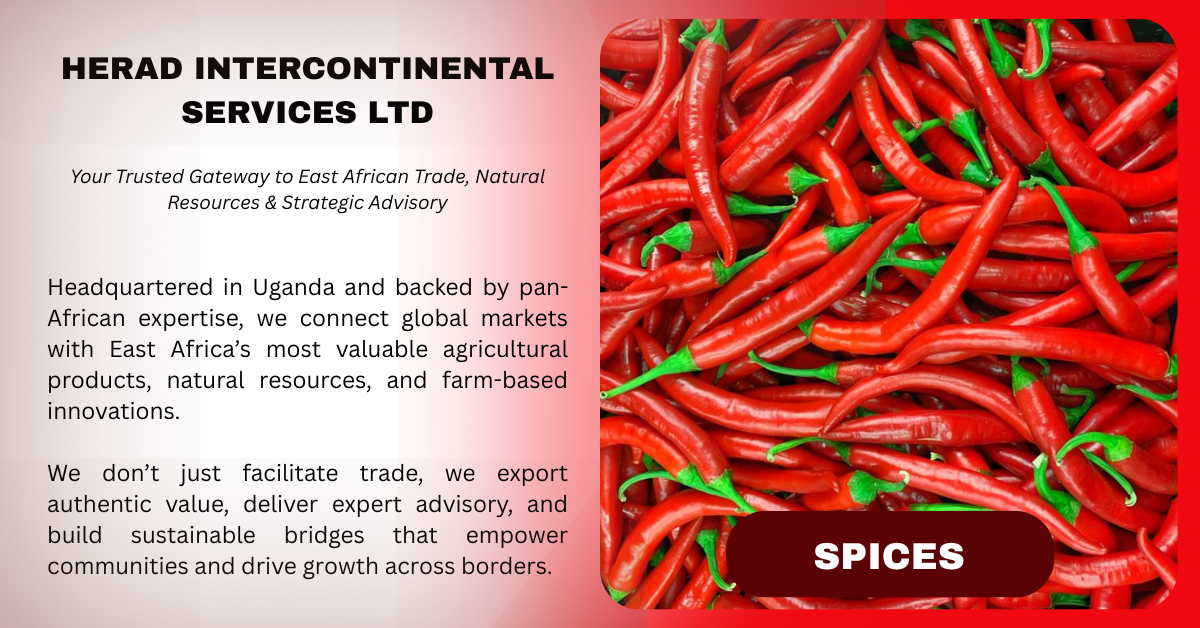 HERAD INTERCONTINENTAL
SERVICES LTD
Your Trusted Gateway to East African Trade, Natural
Resources & Strategic Advisory
Headquartered in Uganda and backed by pan-
African expertise, we connect global markets
with East Africa’s most valuable agricultural
products, natural resources, and farm-based
innovations.
We don’t just facilitate trade, we export
authentic value, deliver expert advisory, and
build sustainable bridges that empower
communities and drive growth across borders.
SPICES